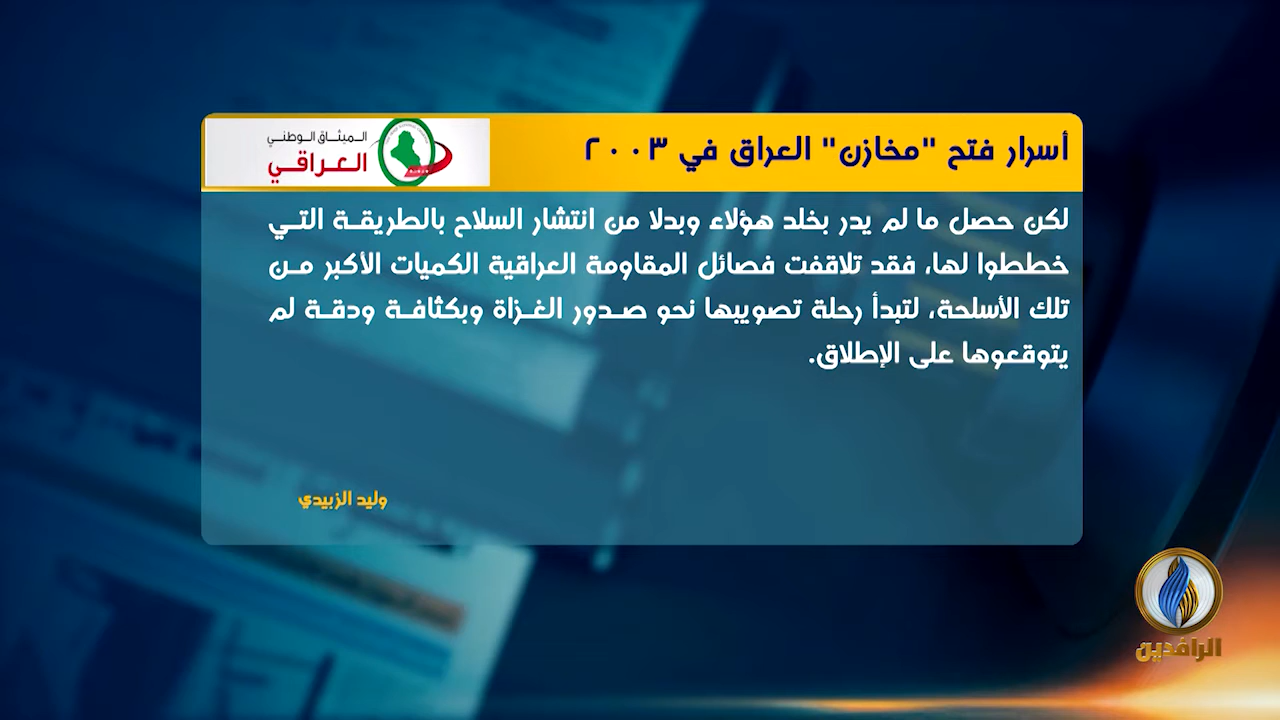 أسرار فتح "مخازن" العراق في ٢٠٠٣
الميثاق الوطني
العراقي
لكن حصل ما لم يدر بخلد هؤلاء وبدلا من انتشار السلاح بالطريقة التي
خططوا لها، فقد تلاقفت فصائل المقاومة العراقية الكميات الأكبر من
تلك الأسلحة، لتبدأ رحلة تصويبها نحو صدور الغزاة وبكثافة ودقة لم
يتوقعوها على الإطلاق.
وليد الزبيدي
الرافدين